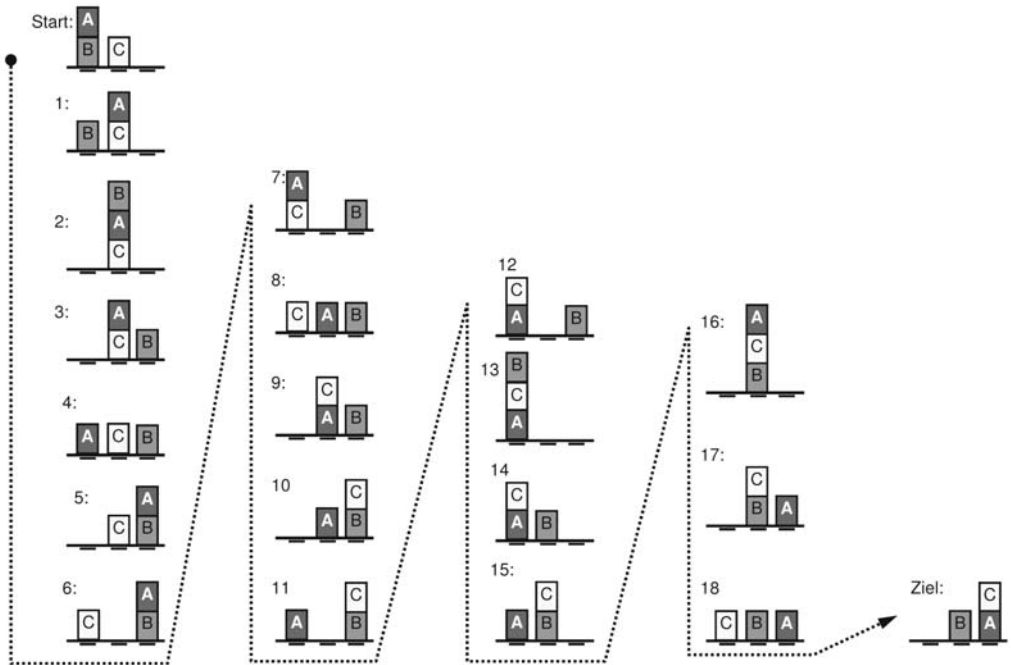 Start:
A
B C
1:
A
B C
2:
B
A
C
3:
A
C B
4:
A C B
5:
A
C B
6:
A
C B
7:
A
C B
8:
C A B
9:
C
A B
10
C
A B
11
C
A B
12
C
A B
13
B
C
A
14
C
A B
15:
C
A B
16:
A
C
B
17:
C
B A
18
C B A
Ziel:
C
B A